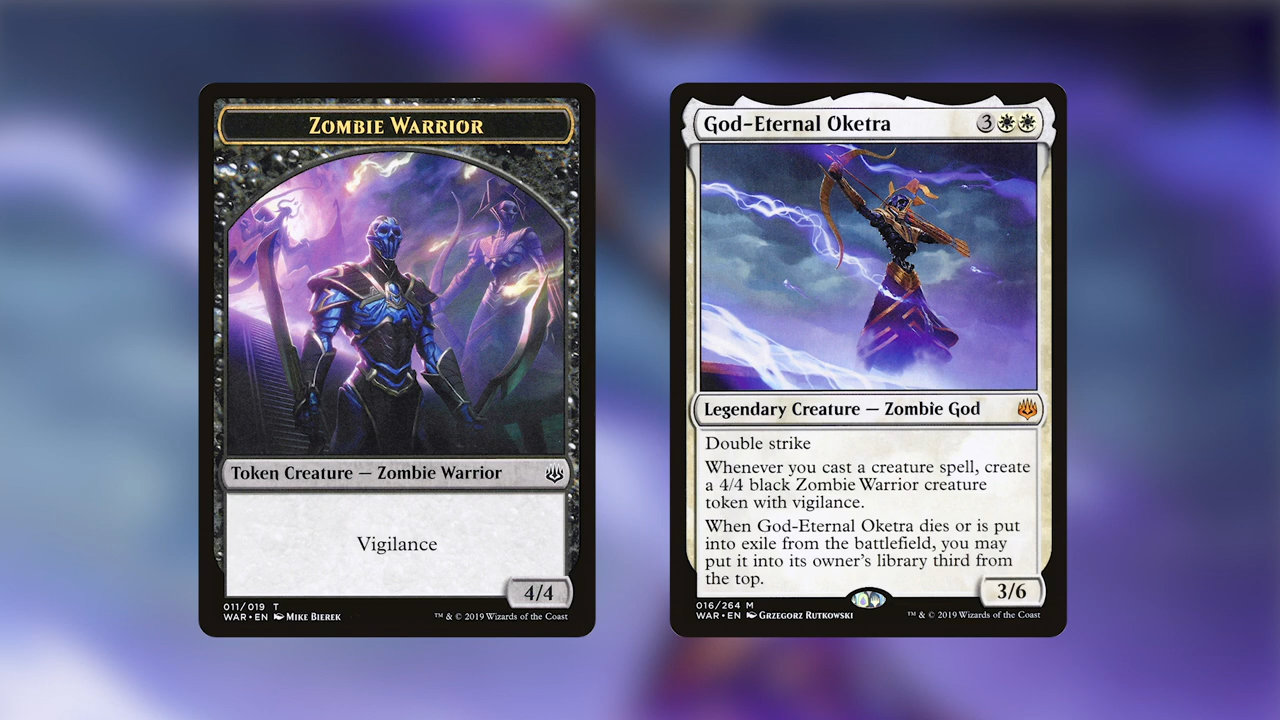 ZOMBIE WARRIOR
Token Creature — Zombie Warrior
Vigilance
4/4
011/019 T
WAR • EN MIKE BIEREK
™ & © 2019 Wizards of the Coast
God-Eternal Oketra
3
Legendary Creature — Zombie God
Double strike
Whenever you cast a creature spell, create
a 4/4 black Zombie Warrior creature
token with vigilance.
When God-Eternal Oketra dies or is put
into exile from the battlefield, you may
put it into its owner's library third from
the top.
3/6
016/264 M
WAR • EN GRZEGORZ RUTKOWSKI
™ & © 2019 Wizards of the Coast